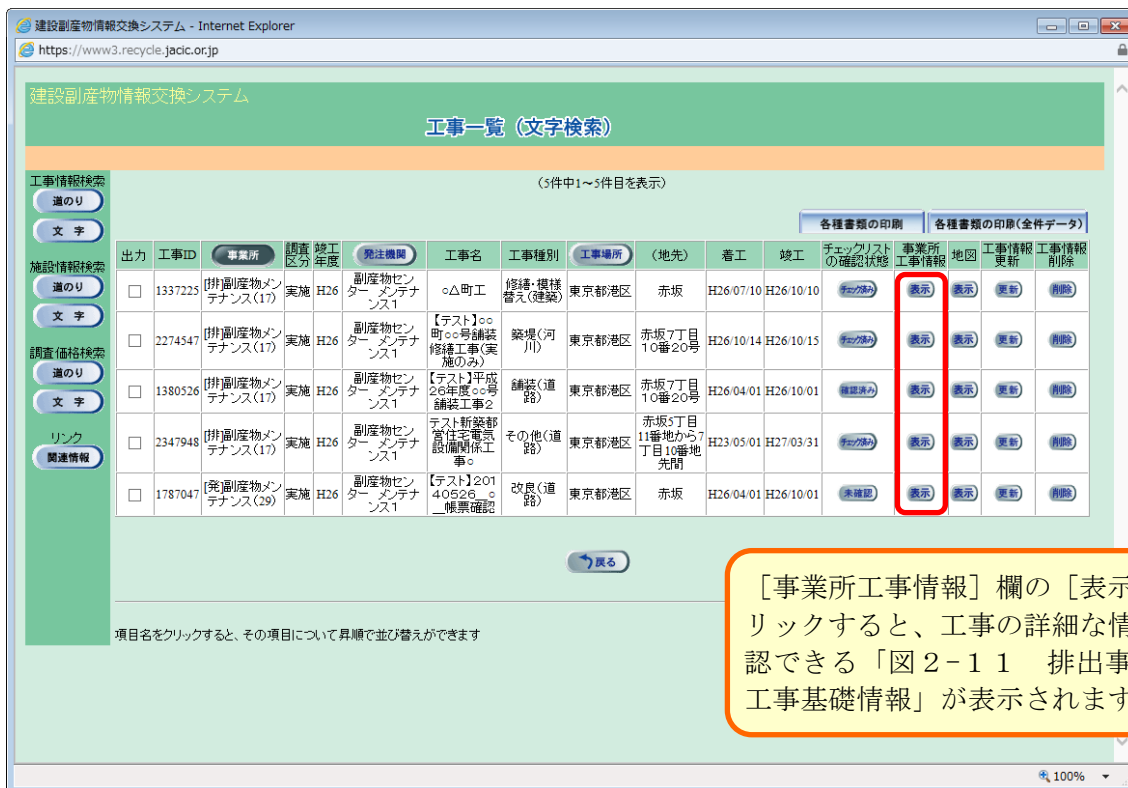 建設副産物情報交換システム - Internet Explorer
https://www3.recycle.jacic.or.jp
建設副産物情報交換システム
工事一覧（文字検索）
工事情報検索
道のり
文 字
施設情報検索
道のり
文 字
調査価格検索
道のり
文 字
リンク
関連情報
(5件中1～5件目を表示)
各種書類の印刷 各種書類の印刷(全件データ)
出力 工事ID 事業所 調査区分 竣工年度 発注機関 工事名 工事種別 工事場所 (地先) 着工 竣工 チェックリストの確認状態 事業所工事情報 地図 工事情報更新 工事情報削除
1337225 [排]副産物メンテナンス(17) 実施 H26 副産物センター メンテナンス1 ○△町工 修繕・模様替え(建築) 東京都港区 赤坂 H26/07/10 H26/10/10 チェック済み 表示 表示 更新 削除
2274547 [排]副産物メンテナンス(17) 実施 H26 副産物センター メンテナンス1 【テスト】○○町○○号舗装修繕工事(実施のみ) 築堤(河川) 東京都港区 赤坂7丁目10番20号 H26/10/14 H26/10/15 チェック済み 表示 表示 更新 削除
1380526 [排]副産物メンテナンス(17) 実施 H26 副産物センター メンテナンス1 【テスト】平成26年度○○号舗装工事2 舗装(道路) 東京都港区 赤坂7丁目10番20号 H26/04/01 H26/10/01 確認済み 表示 表示 更新 削除
2347948 [排]副産物メンテナンス(17) 実施 H26 副産物センター メンテナンス1 テスト新築都営住宅電気設備関係工事○ その他(道路) 東京都港区 赤坂5丁目11番地から7丁目10番地先間 H23/05/01 H27/03/31 チェック済み 表示 表示 更新 削除
1787047 [発]副産物メンテナンス(29) 実施 H26 副産物センター メンテナンス1 【テスト】20140526__○__帳票確認 改良(道路) 東京都港区 赤坂 H26/04/01 H26/10/01 未確認 表示 表示 更新 削除
戻る
項目名をクリックすると、その項目について昇順で並び替えができます
［事業所工事情報］欄の［表示
リックすると、工事の詳細な情
認できる「図２-１１　排出事
工事基礎情報」が表示されます
100%